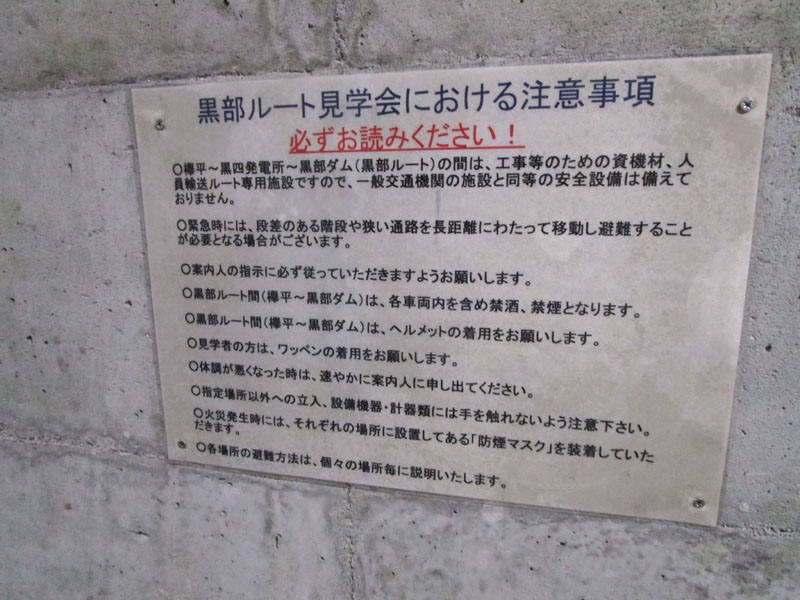 黒部ルート見学会における注意事項
必ずお読みください！
○欅平～黒四発電所～黒部ダム（黒部ルート）の間は、工事等のための資機材、人
員輸送ルート専用施設ですので、一般交通機関の施設と同等の安全設備は備えて
おりません。
○緊急時には、段差のある階段や狭い通路を長距離にわたって移動し避難すること
が必要となる場合がございます。
○案内人の指示に必ず従っていただきますようお願いします。
○黒部ルート間（欅平～黒部ダム）は、各車両内を含め禁酒、禁煙となります。
○黒部ルート間（欅平～黒部ダム）は、ヘルメットの着用をお願いします。
○見学者の方は、ワッペンの着用をお願いします。
○体調が悪くなった時は、速やかに案内人に申し出てください。
○指定場所以外への立入、設備機器・計器類には手を触れないよう注意下さい。
○火災発生時には、それぞれの場所に設置してある「防煙マスク」を装着していた
だきます。
○各場所の避難方法は、個々の場所毎に説明いたします。